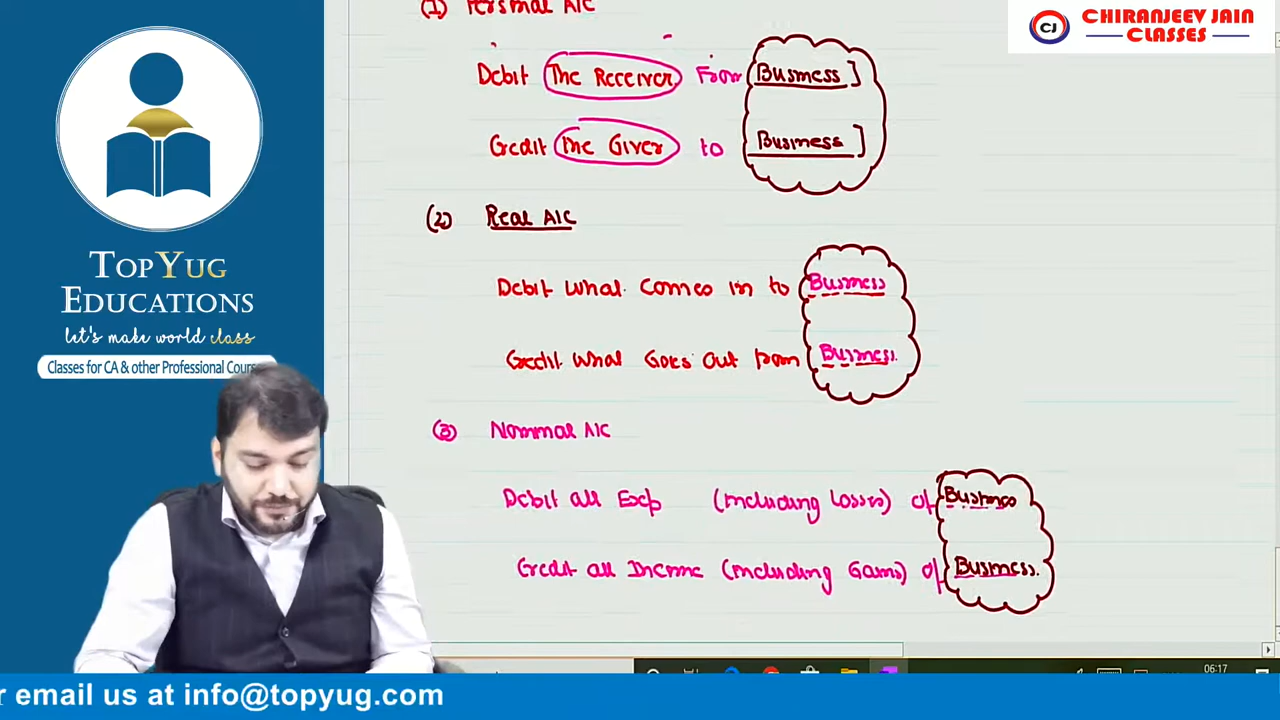 (1) Personal A/C
CHIRANJEEV JAIN
CLASSES
CJ
Debit The Receiver From Business]
Credit the Giver to Business]
(2) Real A/C
Debit What Comes in to Business
Credit What Goes Out from Business.
(3) Nominal A/C
Debit all Exp (including Losses) of Business
Credit all Income (including Gains) of Business.
TOPYUG
EDUCATIONS
let's make world class
Classes for CA & other Professional Cours
06:17
r email us at info@topyug.com